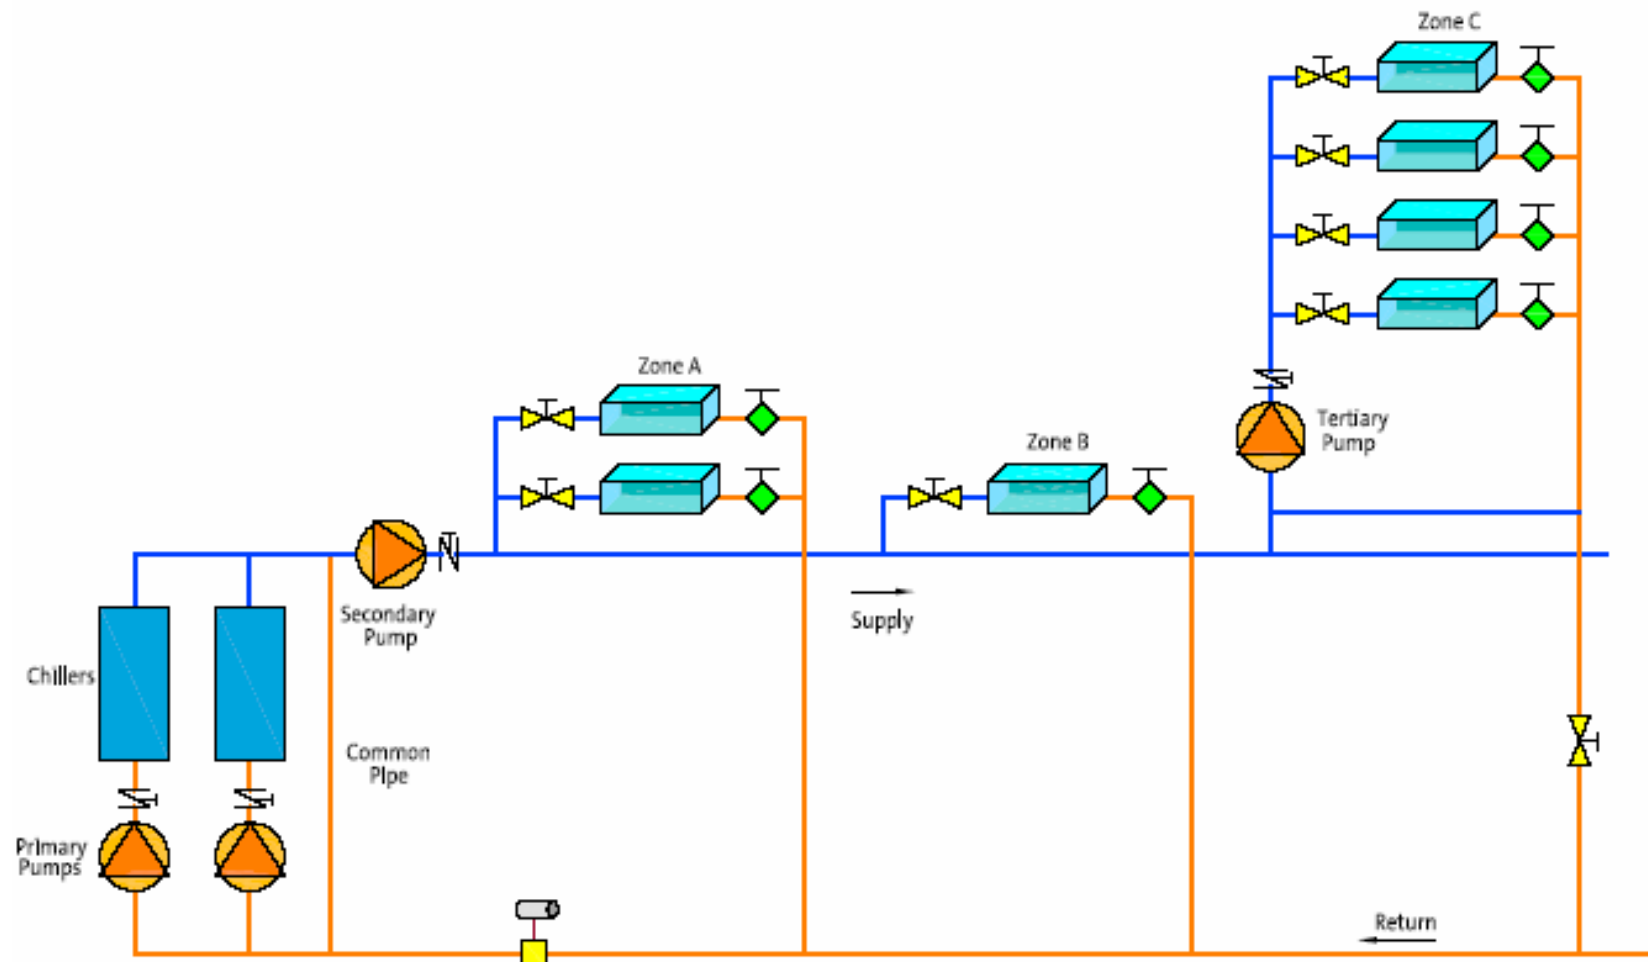 Zone C
Zone A
Tertiary
Pump
Zone B
Secondary
Pump
Supply
Chillers
Common
Pipe
Primary
Pumps
Return